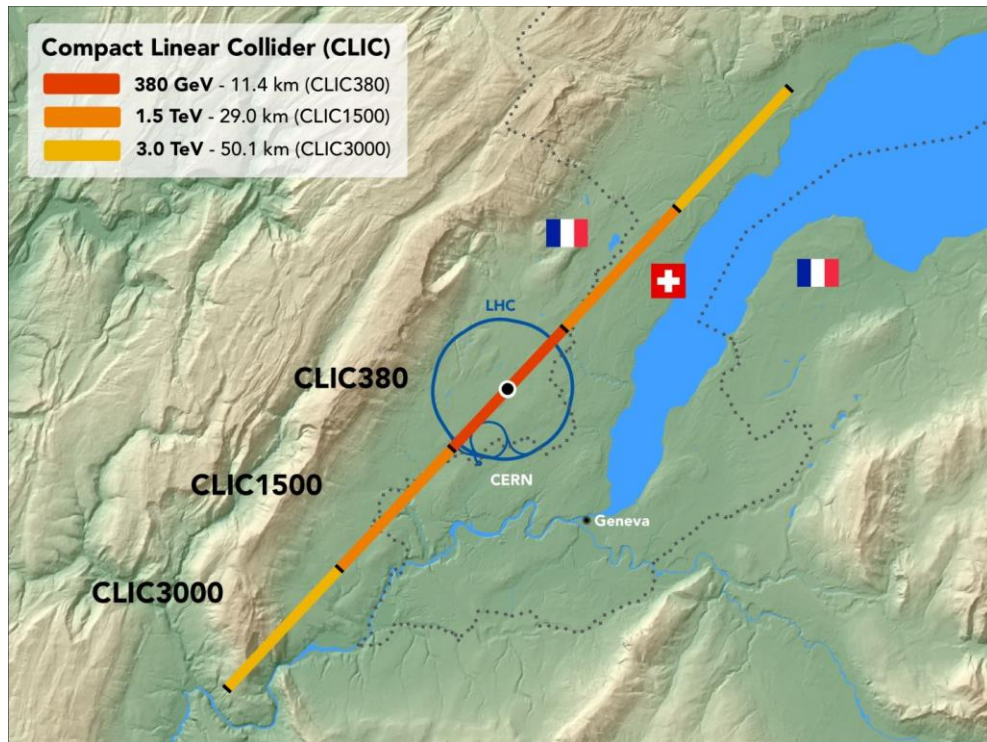 Compact Linear Collider (CLIC)
380 GeV - 11.4 km (CLIC380)
1.5 TeV - 29.0 km (CLIC1500)
3.0 TeV - 50.1 km (CLIC3000)
LHC
CLIC380
CLIC1500
CERN
Geneva
CLIC3000